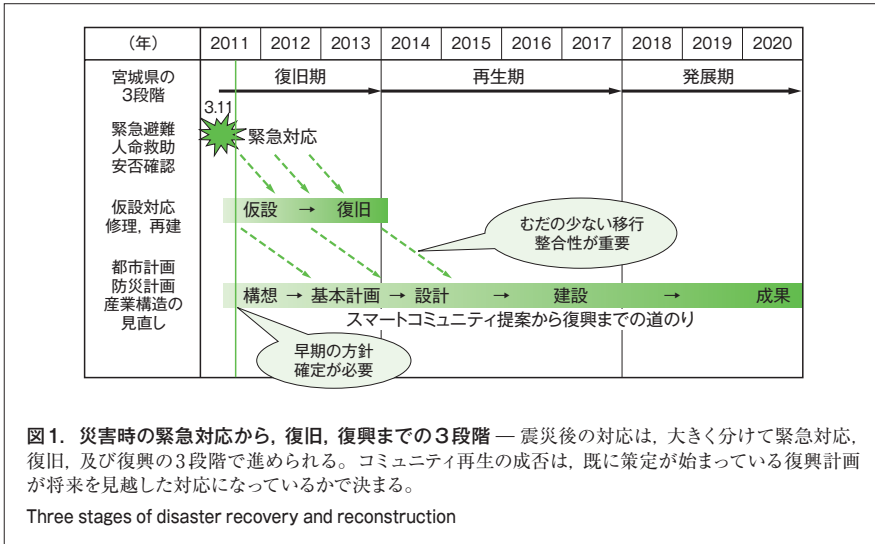 (年) 2011 2012 2013 2014 2015 2016 2017 2018 2019 2020
宮城県の
3段階
復旧期 再生期 発展期
3.11
緊急避難
人命救助
安否確認
緊急対応
仮設対応
修理, 再建
仮設 → 復旧
むだの少ない移行
整合性が重要
都市計画
防災計画
産業構造の
見直し
構想 → 基本計画 → 設計 → 建設 → 成果
スマートコミュニティ提案から復興までの道のり
早期の方針
確定が必要
図1. 災害時の緊急対応から, 復旧, 復興までの3段階 — 震災後の対応は, 大きく分けて緊急対応,
復旧, 及び復興の3段階で進められる。コミュニティ再生の成否は, 既に策定が始まっている復興計画
が将来を見越した対応になっているかで決まる。
Three stages of disaster recovery and reconstruction